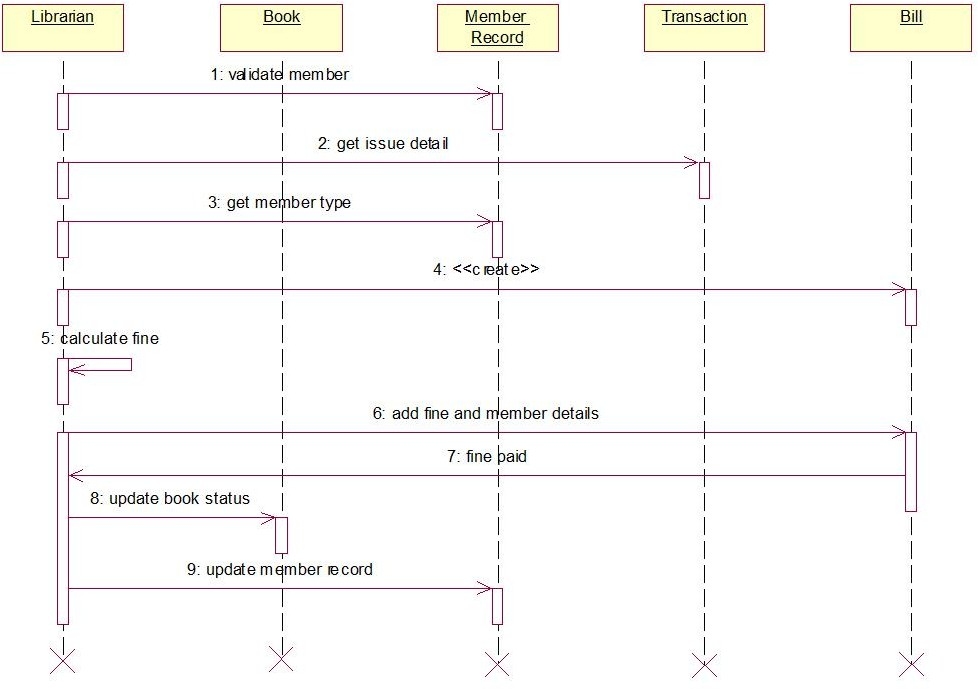 Librarian
Book
Member
Record
Transaction
Bill
1: validate member
2: get issue detail
3: get member type
4: <<create>>
5: calculate fine
6: add fine and member details
7: fine paid
8: update book status
9: update member record